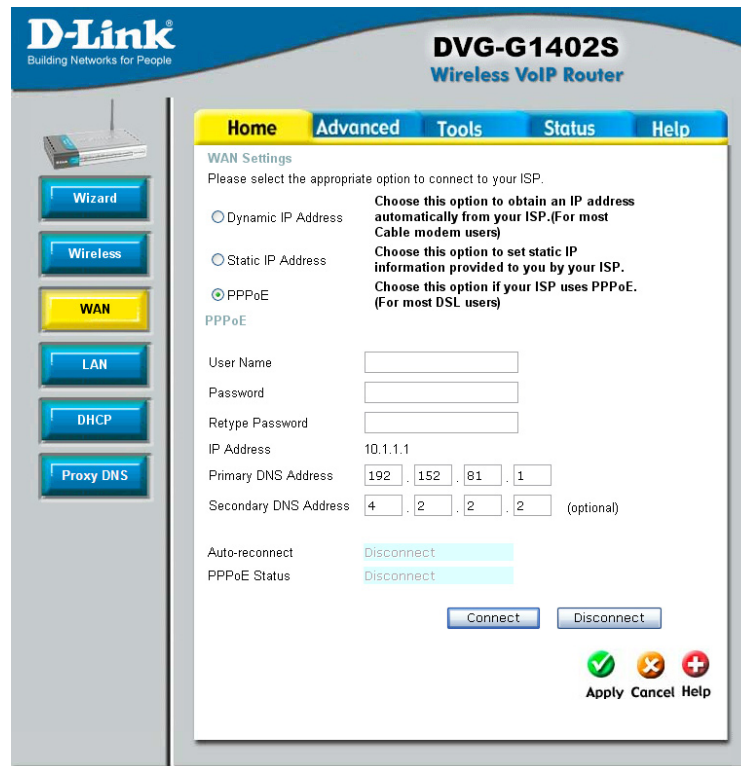 D-Link
Building Networks for People
DVG-G1402S
Wireless VoIP Router
Home Advanced Tools Status Help
Wizard
Wireless
WAN
LAN
DHCP
Proxy DNS
WAN Settings
Please select the appropriate option to connect to your ISP.
Dynamic IP Address
Choose this option to obtain an IP address
automatically from your ISP.(For most
Cable modem users)
Static IP Address
Choose this option to set static IP
information provided to you by your ISP.
PPPoE
Choose this option if your ISP uses PPPoE.
(For most DSL users)
PPPoE
User Name
Password
Retype Password
IP Address 10.1.1.1
Primary DNS Address 192 . 152 . 81 . 1
Secondary DNS Address 4 . 2 . 2 . 2 (optional)
Auto-reconnect Disconnect
PPPoE Status Disconnect
Connect Disconnect
Apply Cancel Help